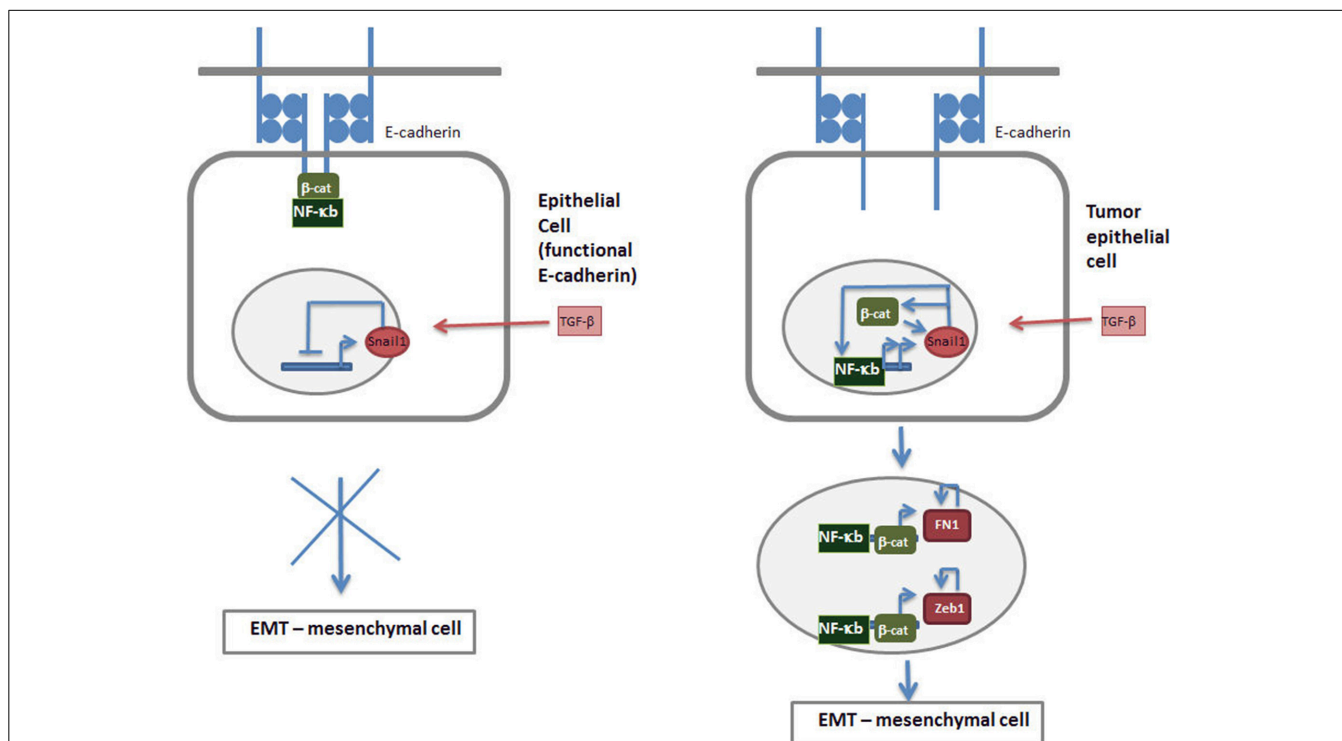 E-cadherin
β-cat
NF-κb
Epithelial
Cell
(functional
E-cadherin)
Snail1
TGF-β
EMT – mesenchymal cell
E-cadherin
Tumor
epithelial
cell
β-cat
Snail1
NF-κb
TGF-β
FN1
NF-κb
β-cat
Zeb1
NF-κb
β-cat
EMT – mesenchymal cell